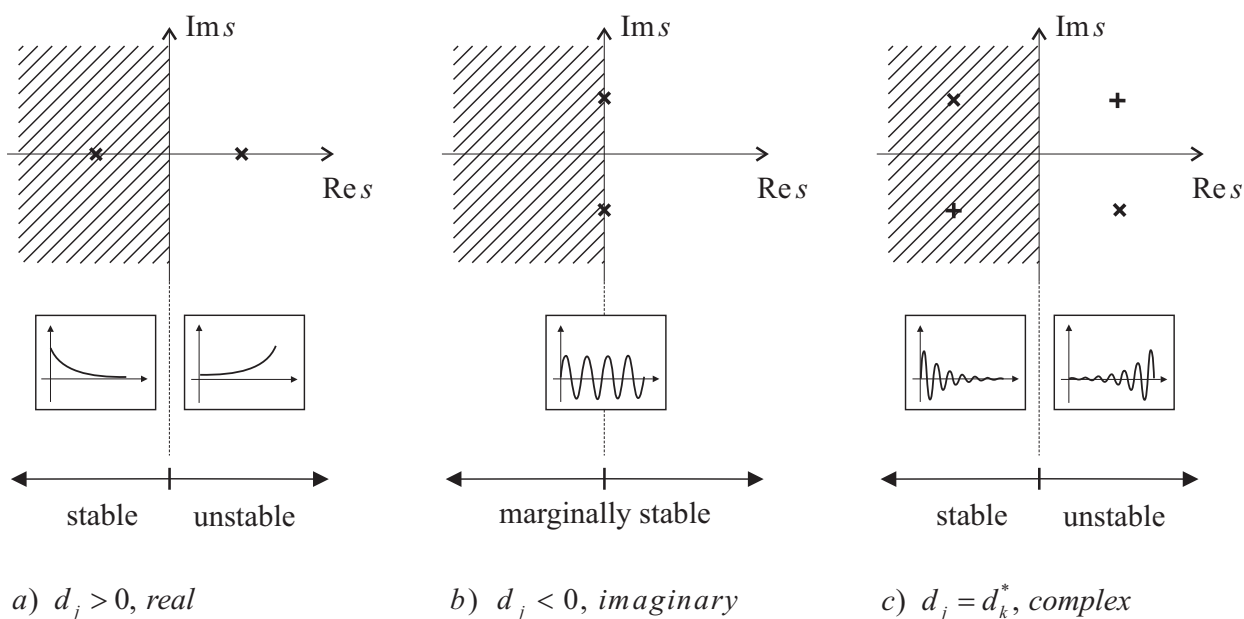 Im s
Im s
Im s
Re s
Re s
Re s
stable
unstable
marginally stable
stable
unstable
a) d_j > 0, real
b) d_j < 0, imaginary
c) d_j = d_k^*, complex